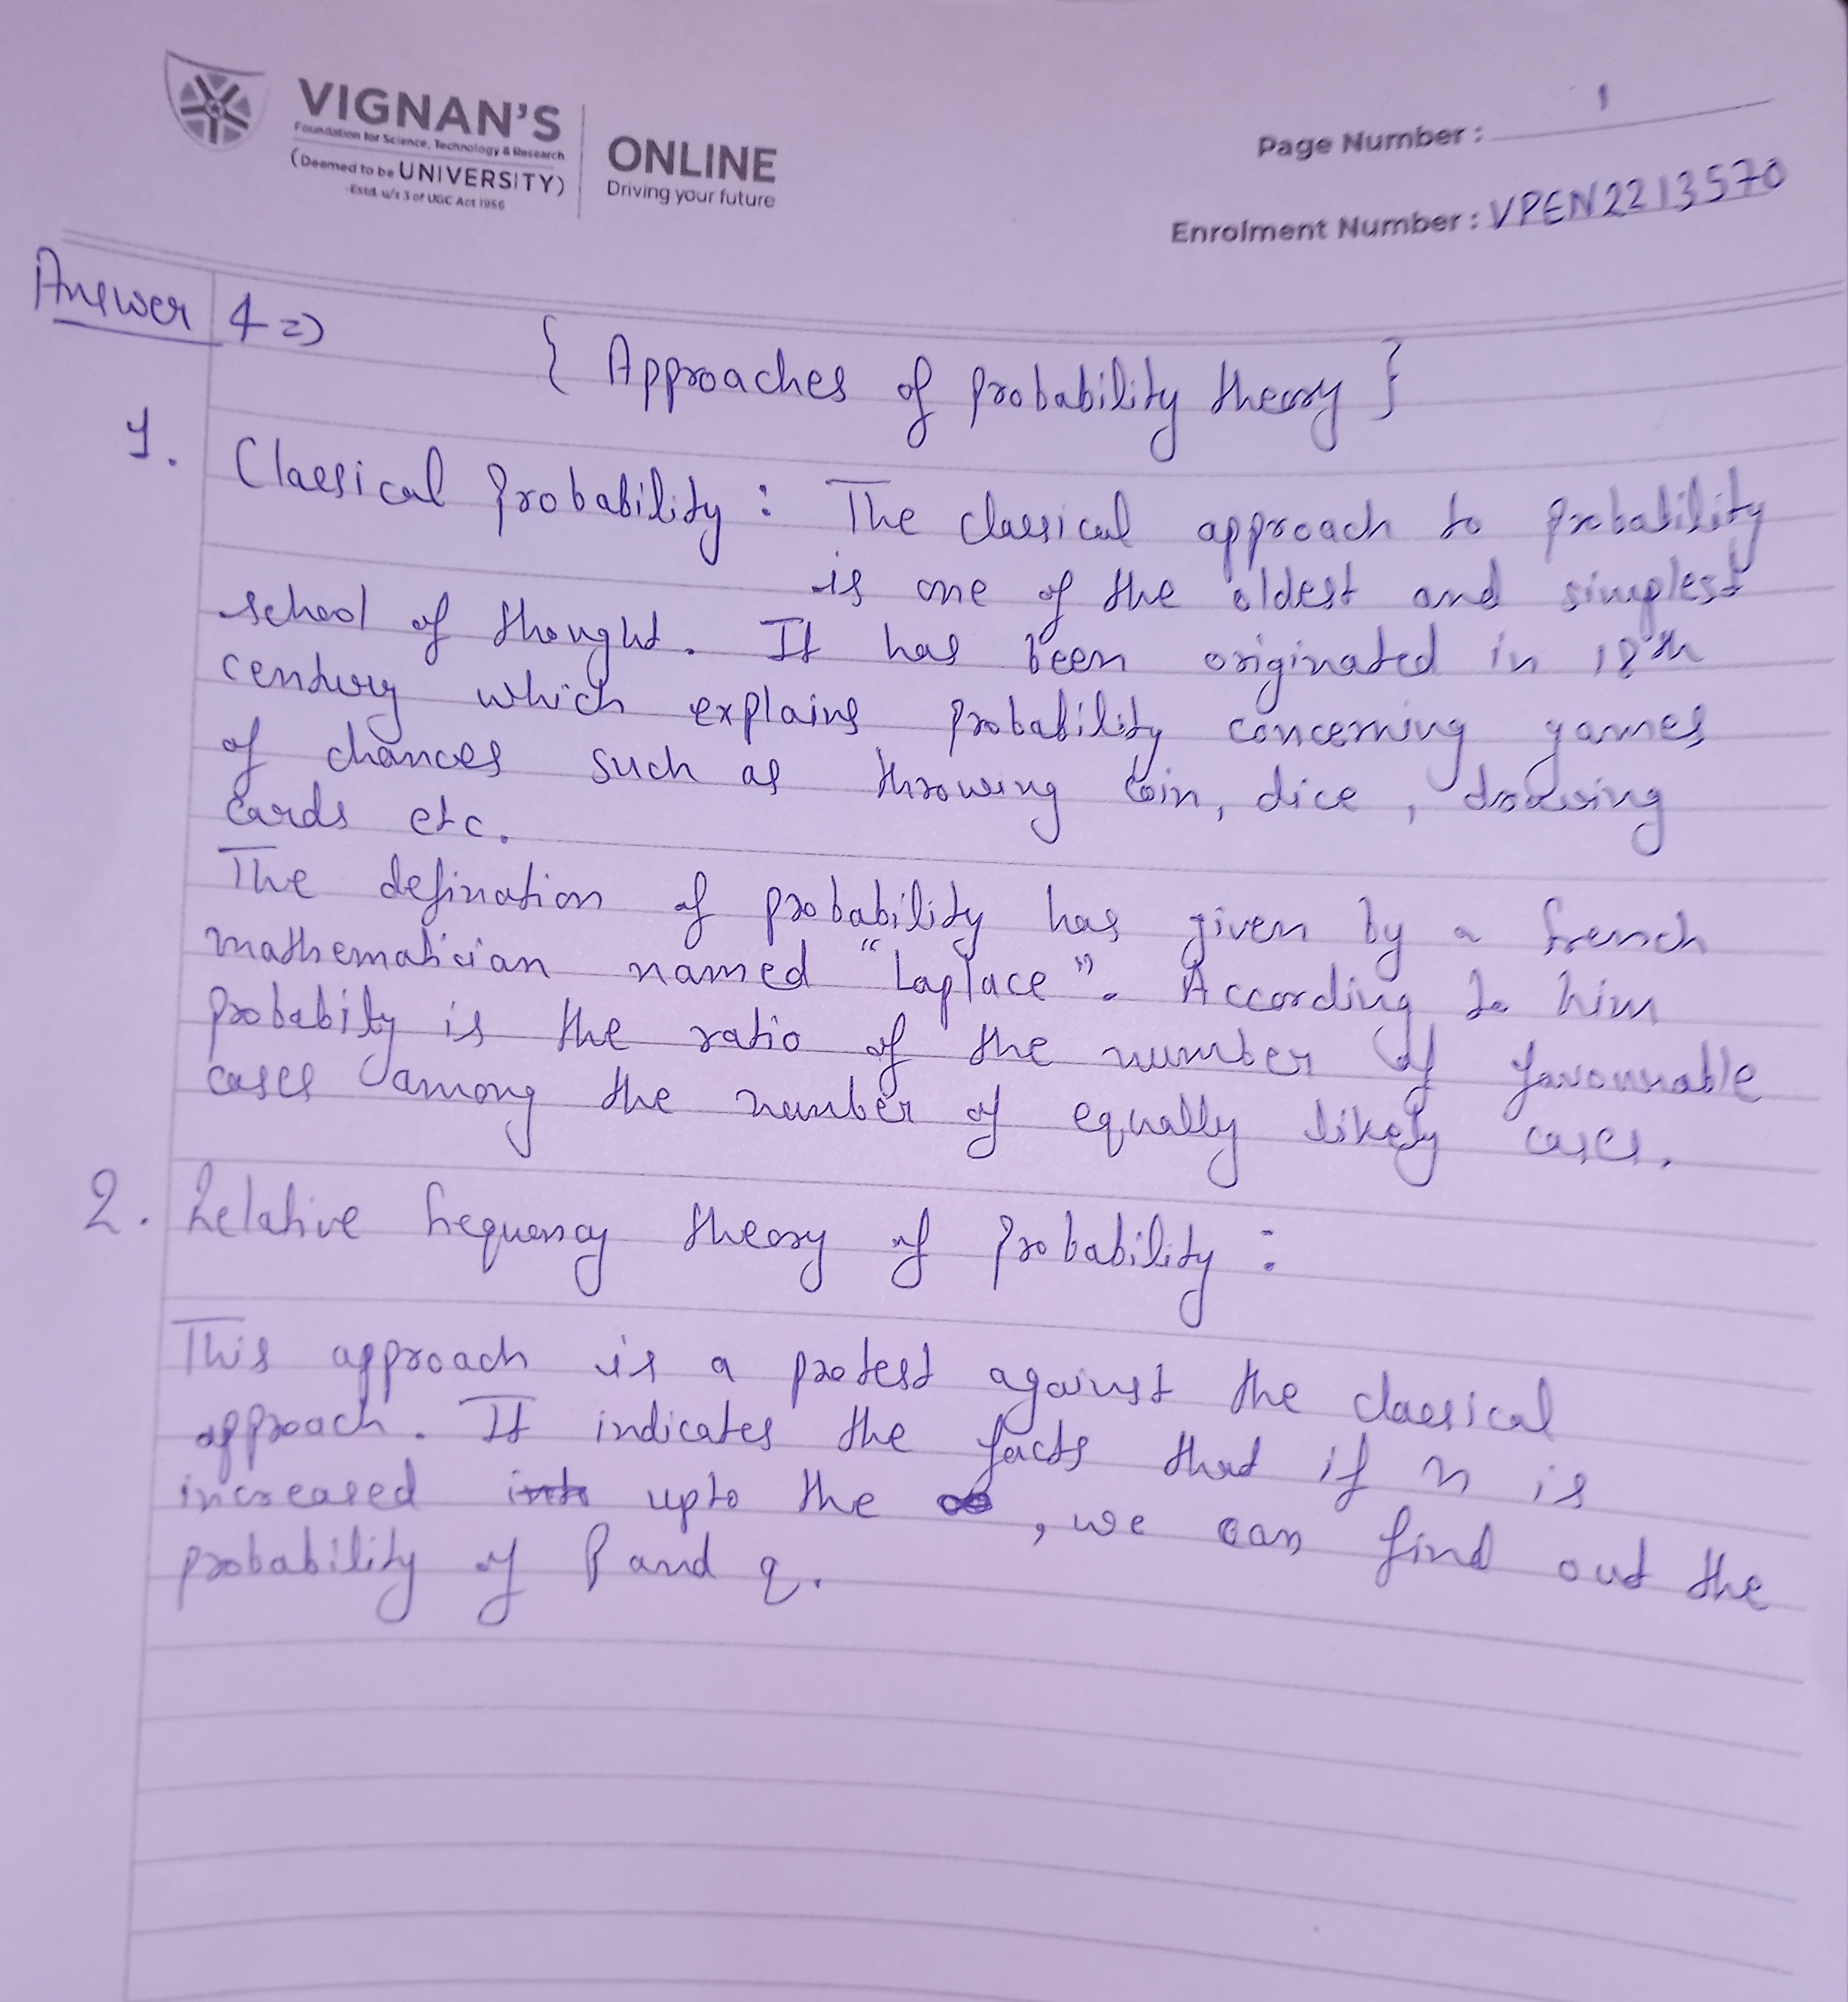 VIGNAN'S
Foundation for Science, Technology & Research
(Deemed to be UNIVERSITY)
-Estd. u/s 3 of UGC Act 1956
ONLINE
Driving your future
Page Number : 1
Enrolment Number : VPEN2213570
Answer 4 =>
{ Approaches of probability theory }
1. Classical Probability : The classical approach to probability
is one of the oldest and simplest
school of thought. It has been originated in 18th
century which explains probability concerning games
of chances such as throwing coin, dice, drawing
cards etc.
The defination of probability has given by a french
mathematician named "Laplace". According to him
probabity is the ratio of the number of favourable
cases among the number of equally likely cases.
2. Relative frequency theory of Probability :
This approach is a protest against the classical
approach. It indicates the facts that if n is
increased into upto the ∞, we can find out the
probability of P and q.